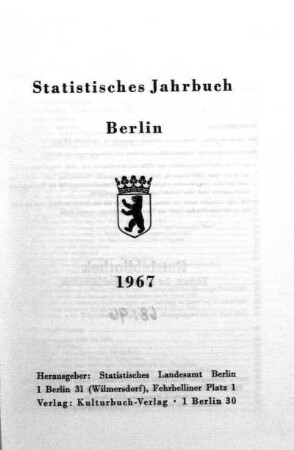 Statistisches Jahrbuch
Berlin
1967
Herausgeber: Statistisches Landesamt Berlin
1 Berlin 31 (Wilmersdorf), Fehrbelliner Platz 1
Verlag: Kulturbuch-Verlag · 1 Berlin 30